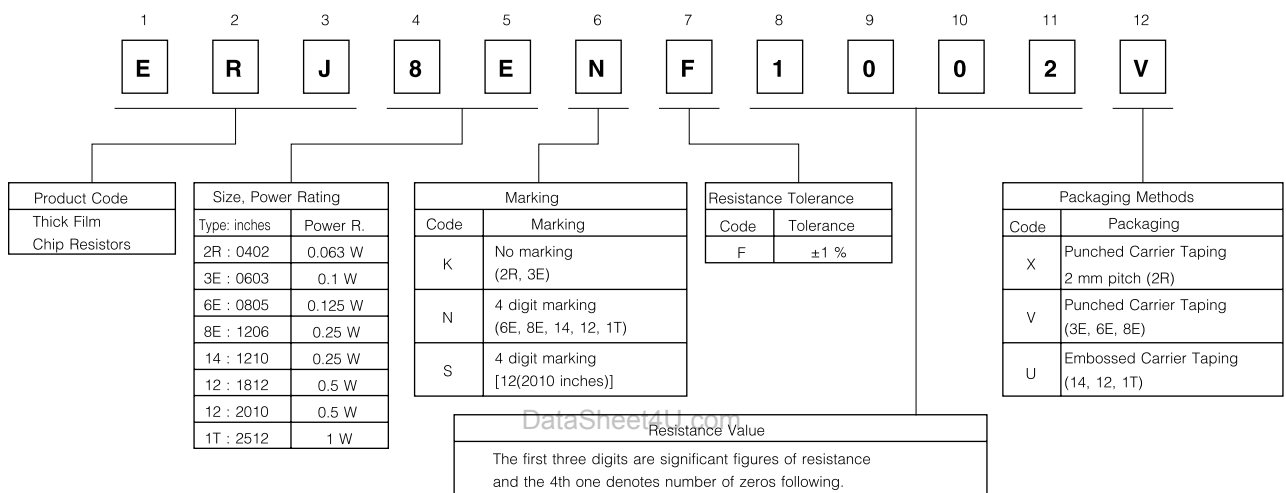 1 2 3 4 5 6 7 8 9 10 11 12
E R J 8 E N F 1 0 0 2 V
Product Code
Thick Film
Chip Resistors
Size, Power Rating
Type: inches Power R.
2R : 0402 0.063 W
3E : 0603 0.1 W
6E : 0805 0.125 W
8E : 1206 0.25 W
14 : 1210 0.25 W
12 : 1812 0.5 W
12 : 2010 0.5 W
1T : 2512 1 W
Marking
Code Marking
K No marking
(2R, 3E)
N 4 digit marking
(6E, 8E, 14, 12, 1T)
S 4 digit marking
[12(2010 inches)]
Resistance Tolerance
Code Tolerance
F ±1 %
Packaging Methods
Code Packaging
X Punched Carrier Taping
2 mm pitch (2R)
V Punched Carrier Taping
(3E, 6E, 8E)
U Embossed Carrier Taping
(14, 12, 1T)
DataSheet4U.com
Resistance Value
The first three digits are significant figures of resistance
and the 4th one denotes number of zeros following.